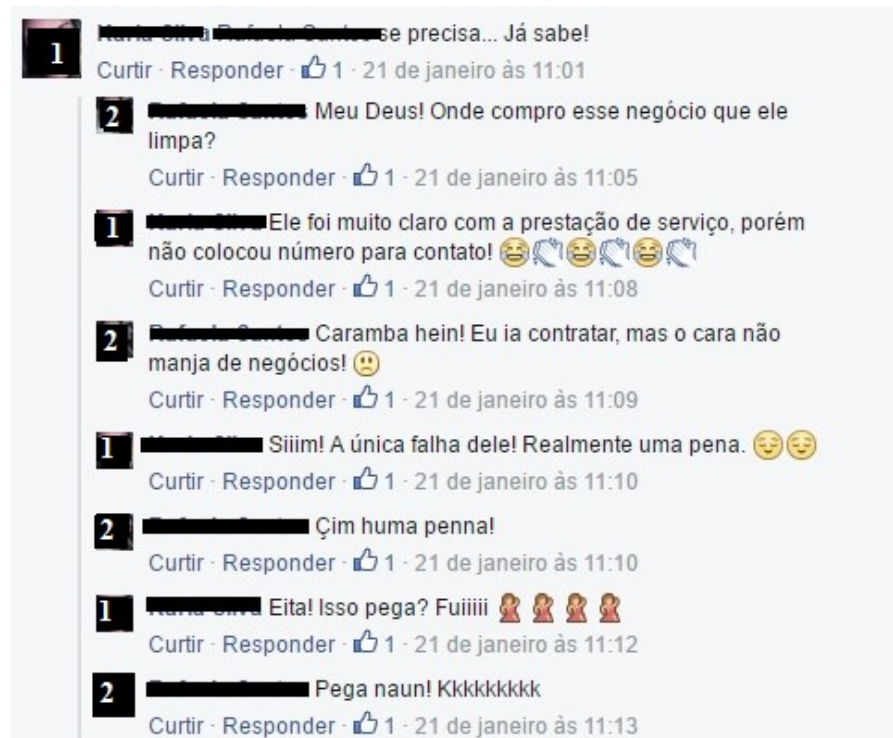 1 se precisa... Já sabe!
Curtir · Responder · 1 · 21 de janeiro às 11:01
2 Meu Deus! Onde compro esse negócio que ele
limpa?
Curtir · Responder · 1 · 21 de janeiro às 11:05
1 Ele foi muito claro com a prestação de serviço, porém
não colocou número para contato! 😂👏😂👏😂👏
Curtir · Responder · 1 · 21 de janeiro às 11:08
2 Caramba hein! Eu ia contratar, mas o cara não
manja de negócios! 🙁
Curtir · Responder · 1 · 21 de janeiro às 11:09
1 Siiim! A única falha dele! Realmente uma pena. 😌😌
Curtir · Responder · 1 · 21 de janeiro às 11:10
2 Çim huma penna!
Curtir · Responder · 1 · 21 de janeiro às 11:10
1 Eita! Isso pega? Fuiiiii 💃💃💃💃
Curtir · Responder · 1 · 21 de janeiro às 11:12
2 Pega naun! Kkkkkkkkk
Curtir · Responder · 1 · 21 de janeiro às 11:13